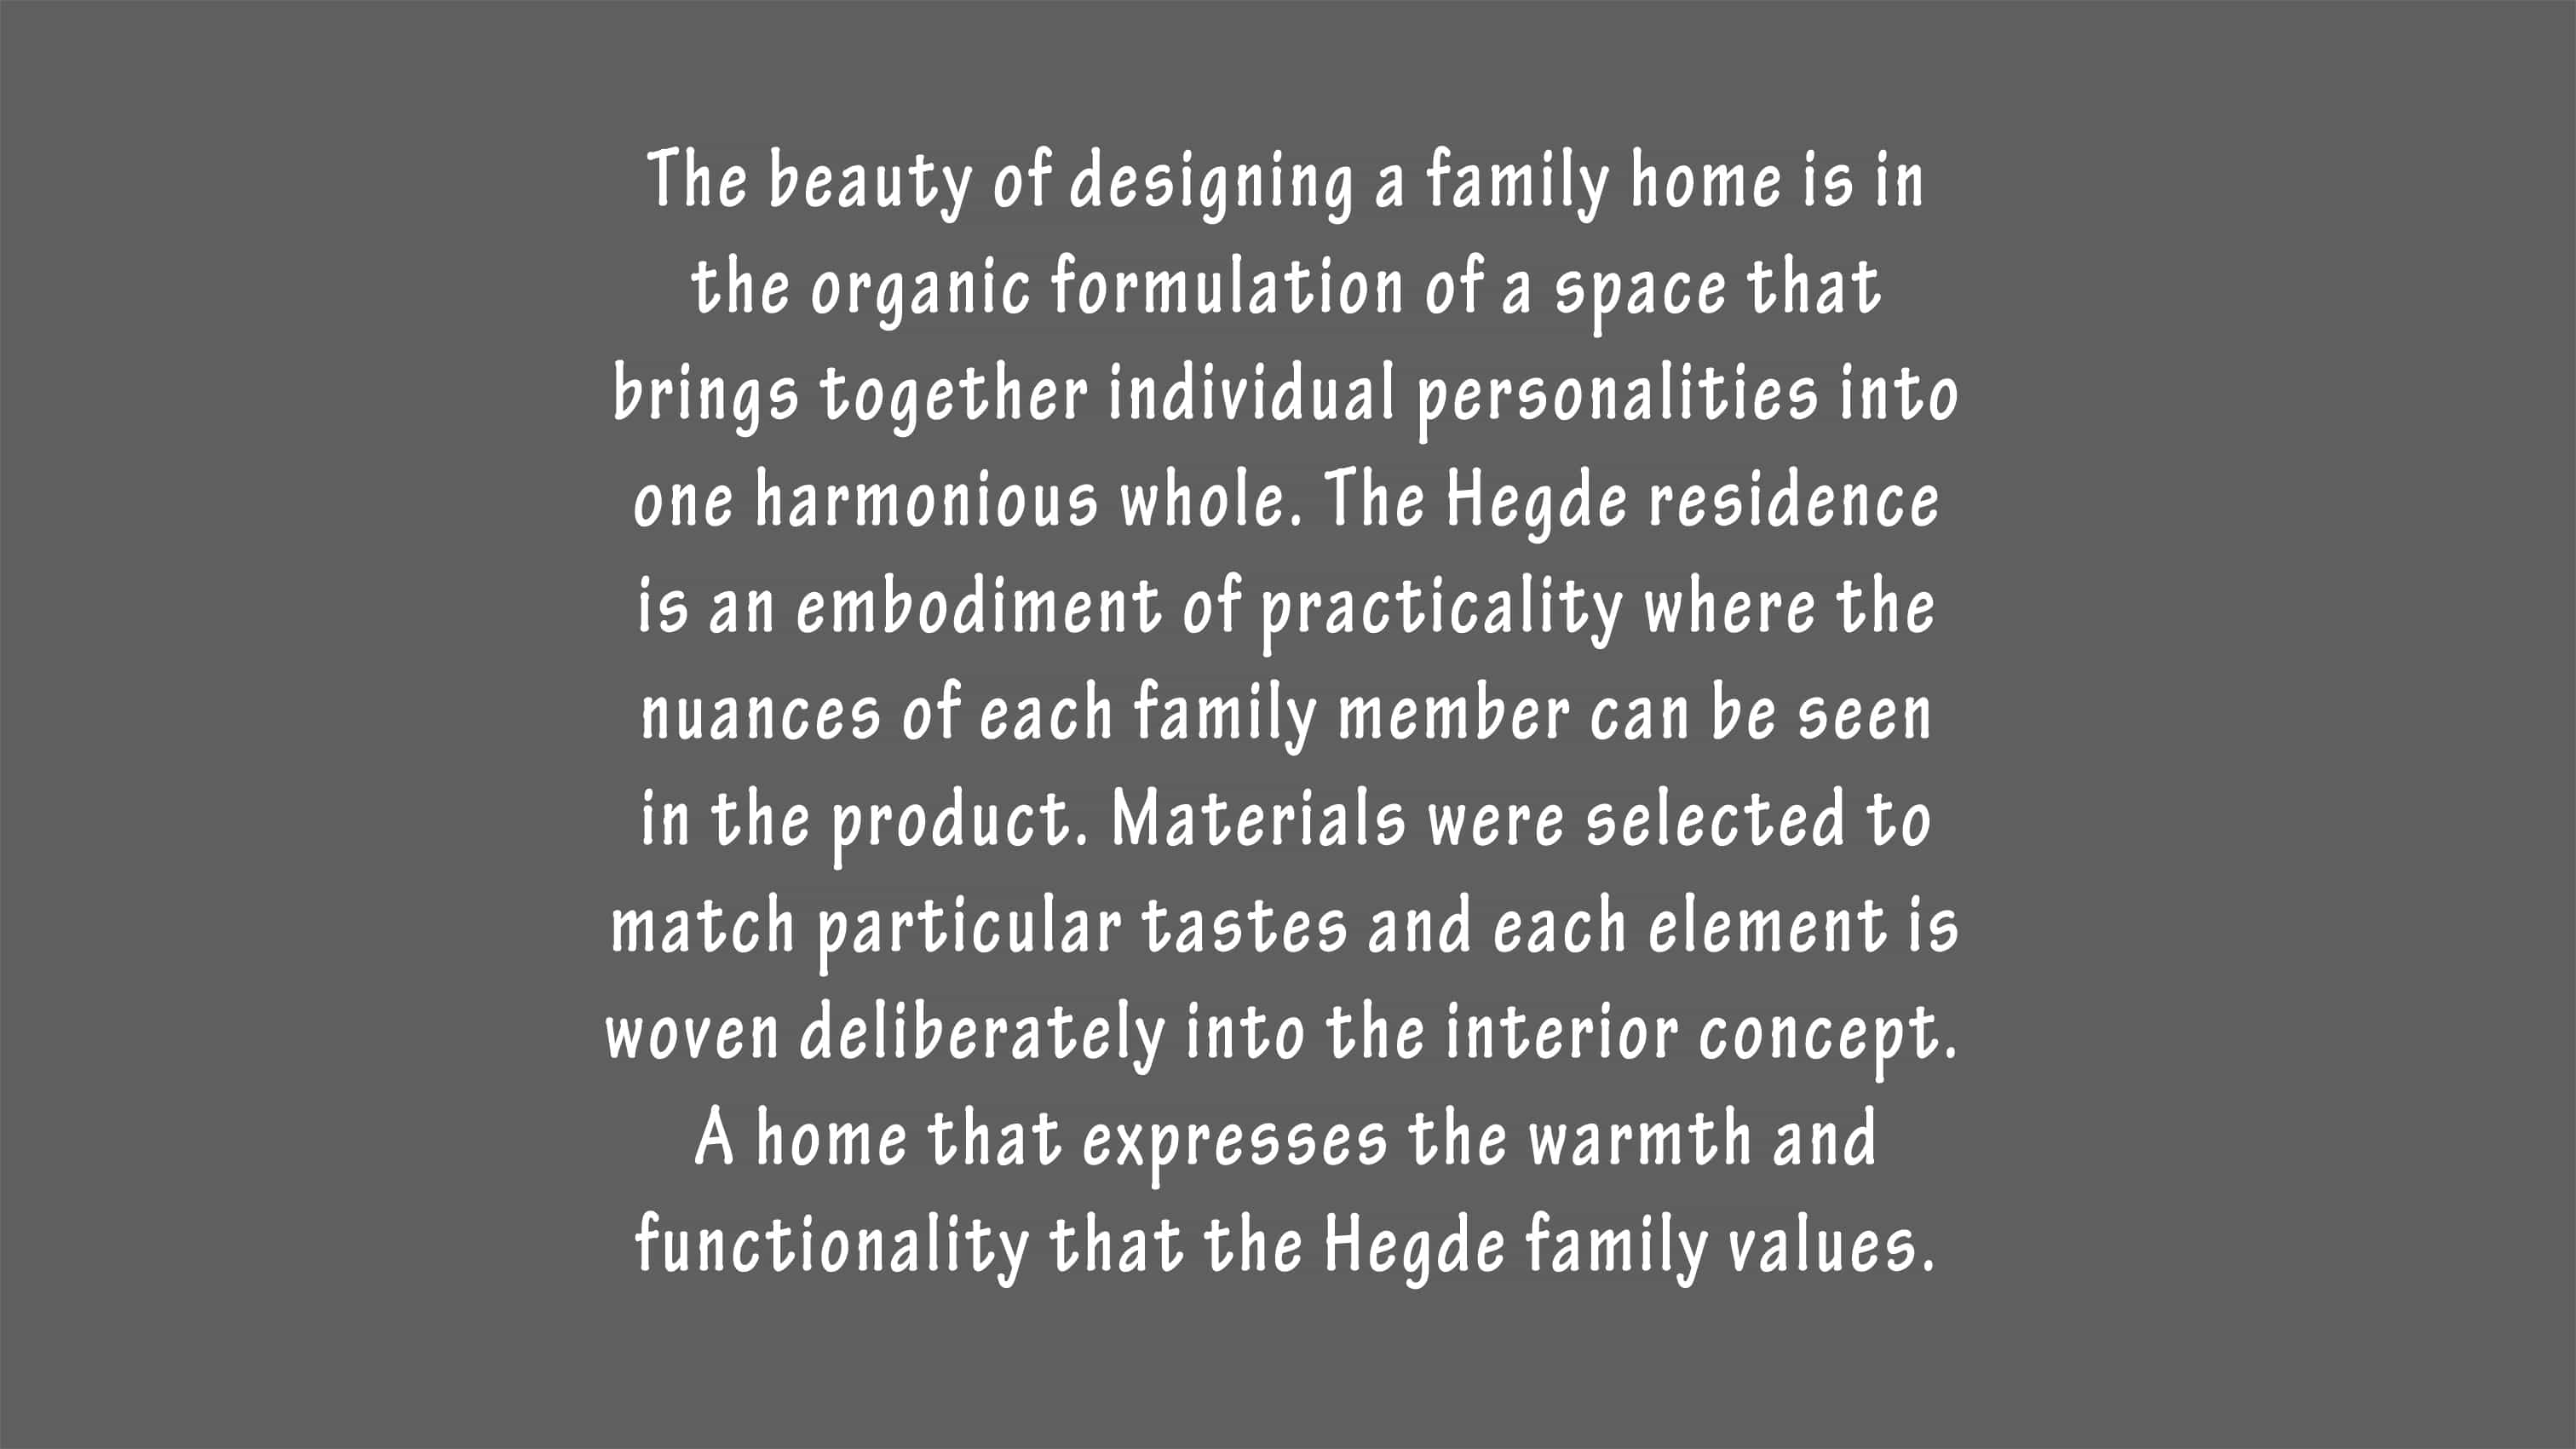 The beauty of designing a family home is in
the organic formulation of a space that
brings together individual personalities into
one harmonious whole. The Hegde residence
is an embodiment of practicality where the
nuances of each family member can be seen
in the product. Materials were selected to
match particular tastes and each element is
woven deliberately into the interior concept.
A home that expresses the warmth and
functionality that the Hegde family values.